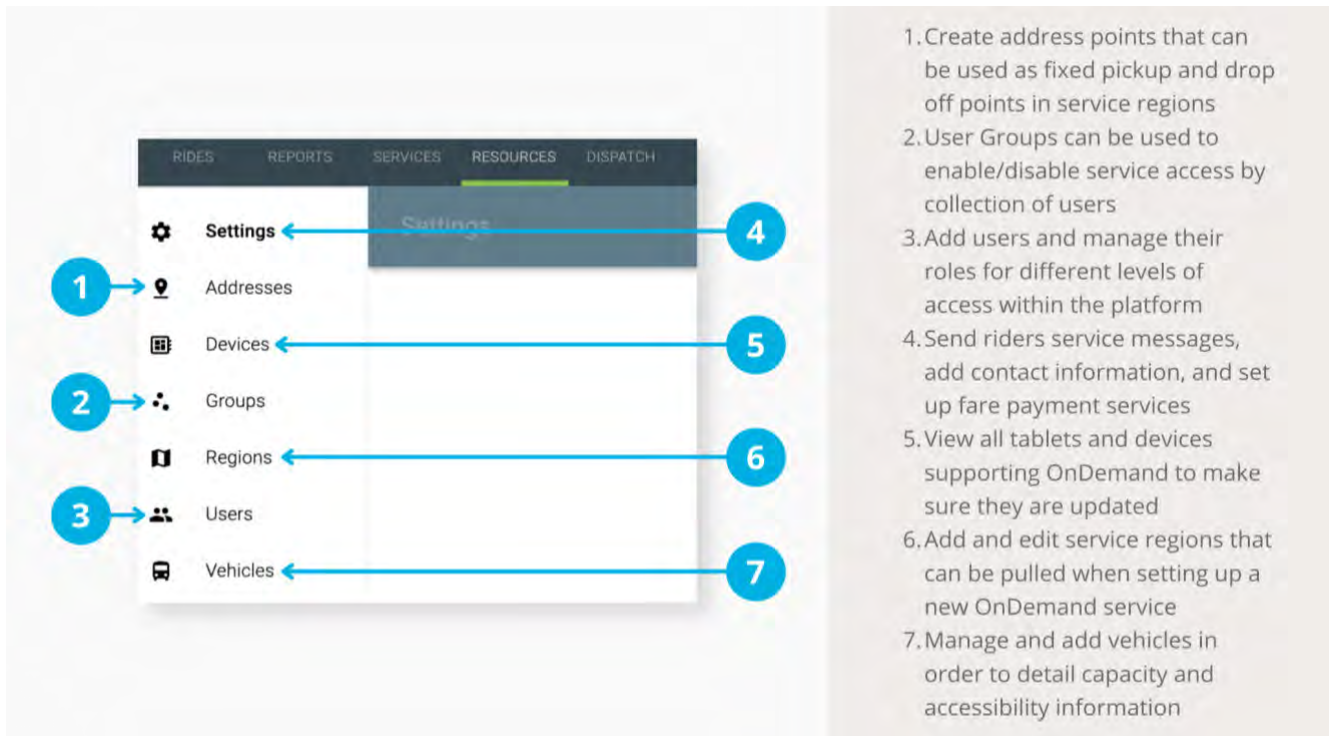 RIDES REPORTS SERVICES RESOURCES DISPATCH
Settings
Settings
4
1
Addresses
Devices
5
2
Groups
Regions
6
3
Users
Vehicles
7
1. Create address points that can
be used as fixed pickup and drop
off points in service regions
2. User Groups can be used to
enable/disable service access by
collection of users
3. Add users and manage their
roles for different levels of
access within the platform
4. Send riders service messages,
add contact information, and set
up fare payment services
5. View all tablets and devices
supporting OnDemand to make
sure they are updated
6. Add and edit service regions that
can be pulled when setting up a
new OnDemand service
7. Manage and add vehicles in
order to detail capacity and
accessibility information